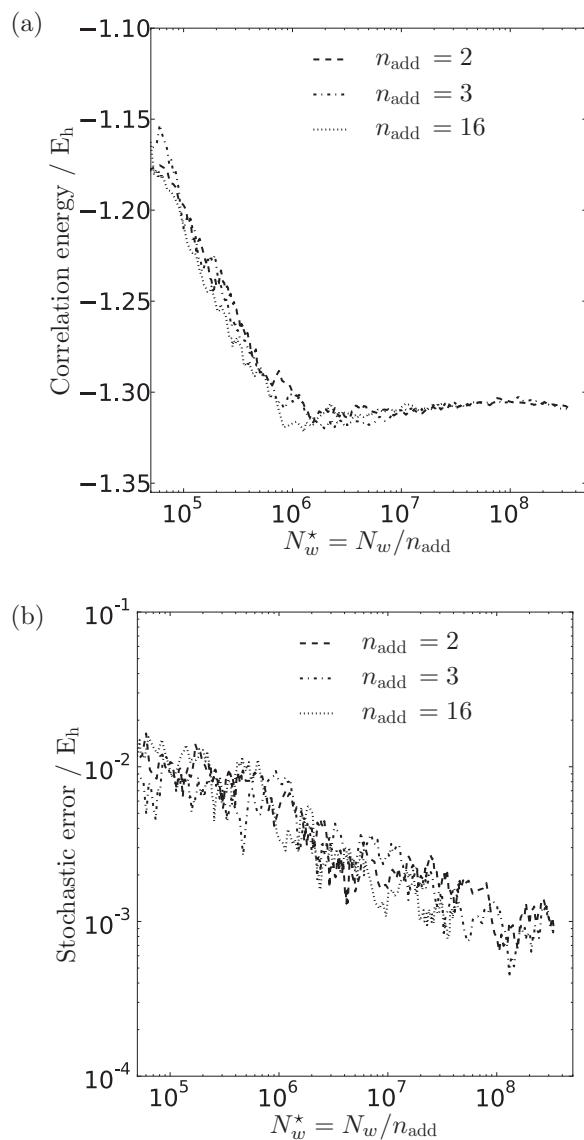 (a)
−1.10
−1.15
−1.20
−1.25
−1.30
−1.35
Correlation energy / E_h
n_add = 2
n_add = 3
n_add = 16
10^5 10^6 10^7 10^8
N_w^⋆ = N_w/n_add
(b)
10^-1
10^-2
10^-3
10^-4
Stochastic error / E_h
n_add = 2
n_add = 3
n_add = 16
10^5 10^6 10^7 10^8
N_w^⋆ = N_w/n_add